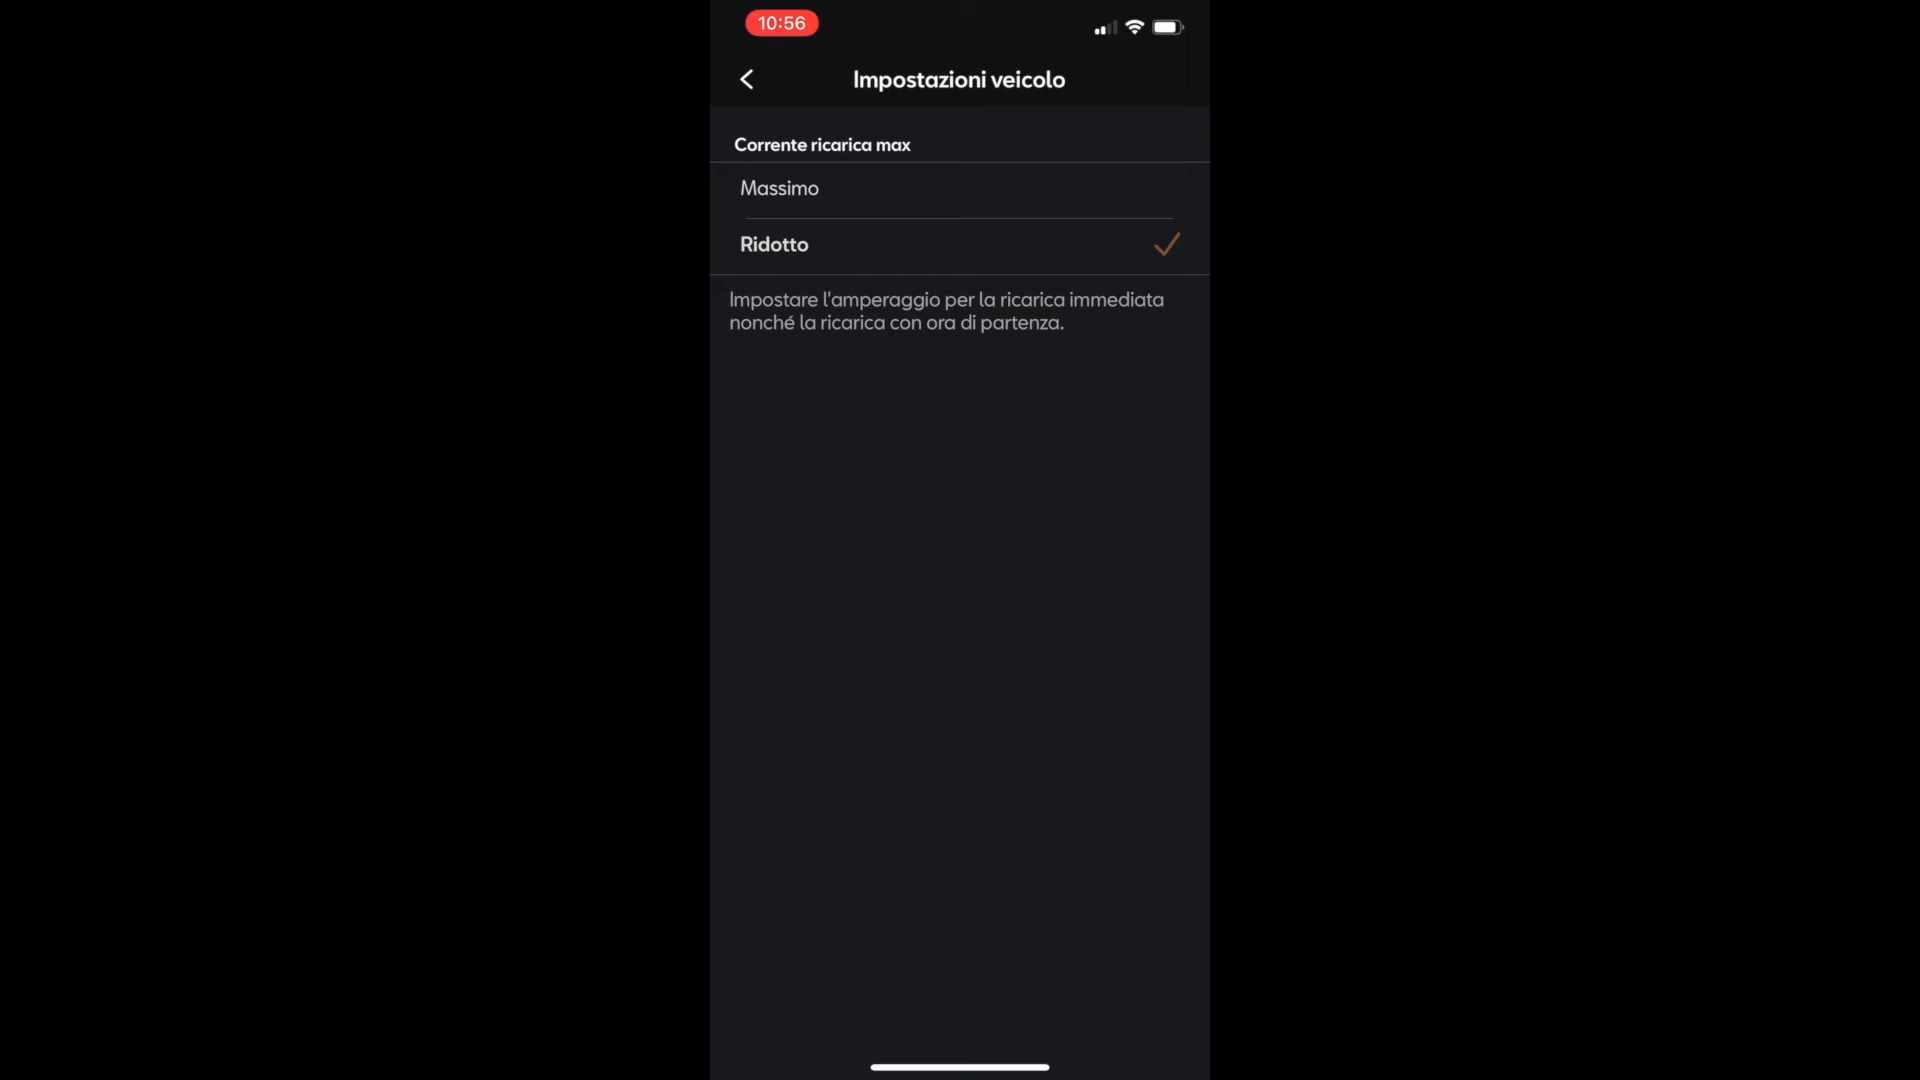 10:56
Impostazioni veicolo
Corrente ricarica max
Massimo
Ridotto
Impostare l'amperaggio per la ricarica immediata
nonché la ricarica con ora di partenza.